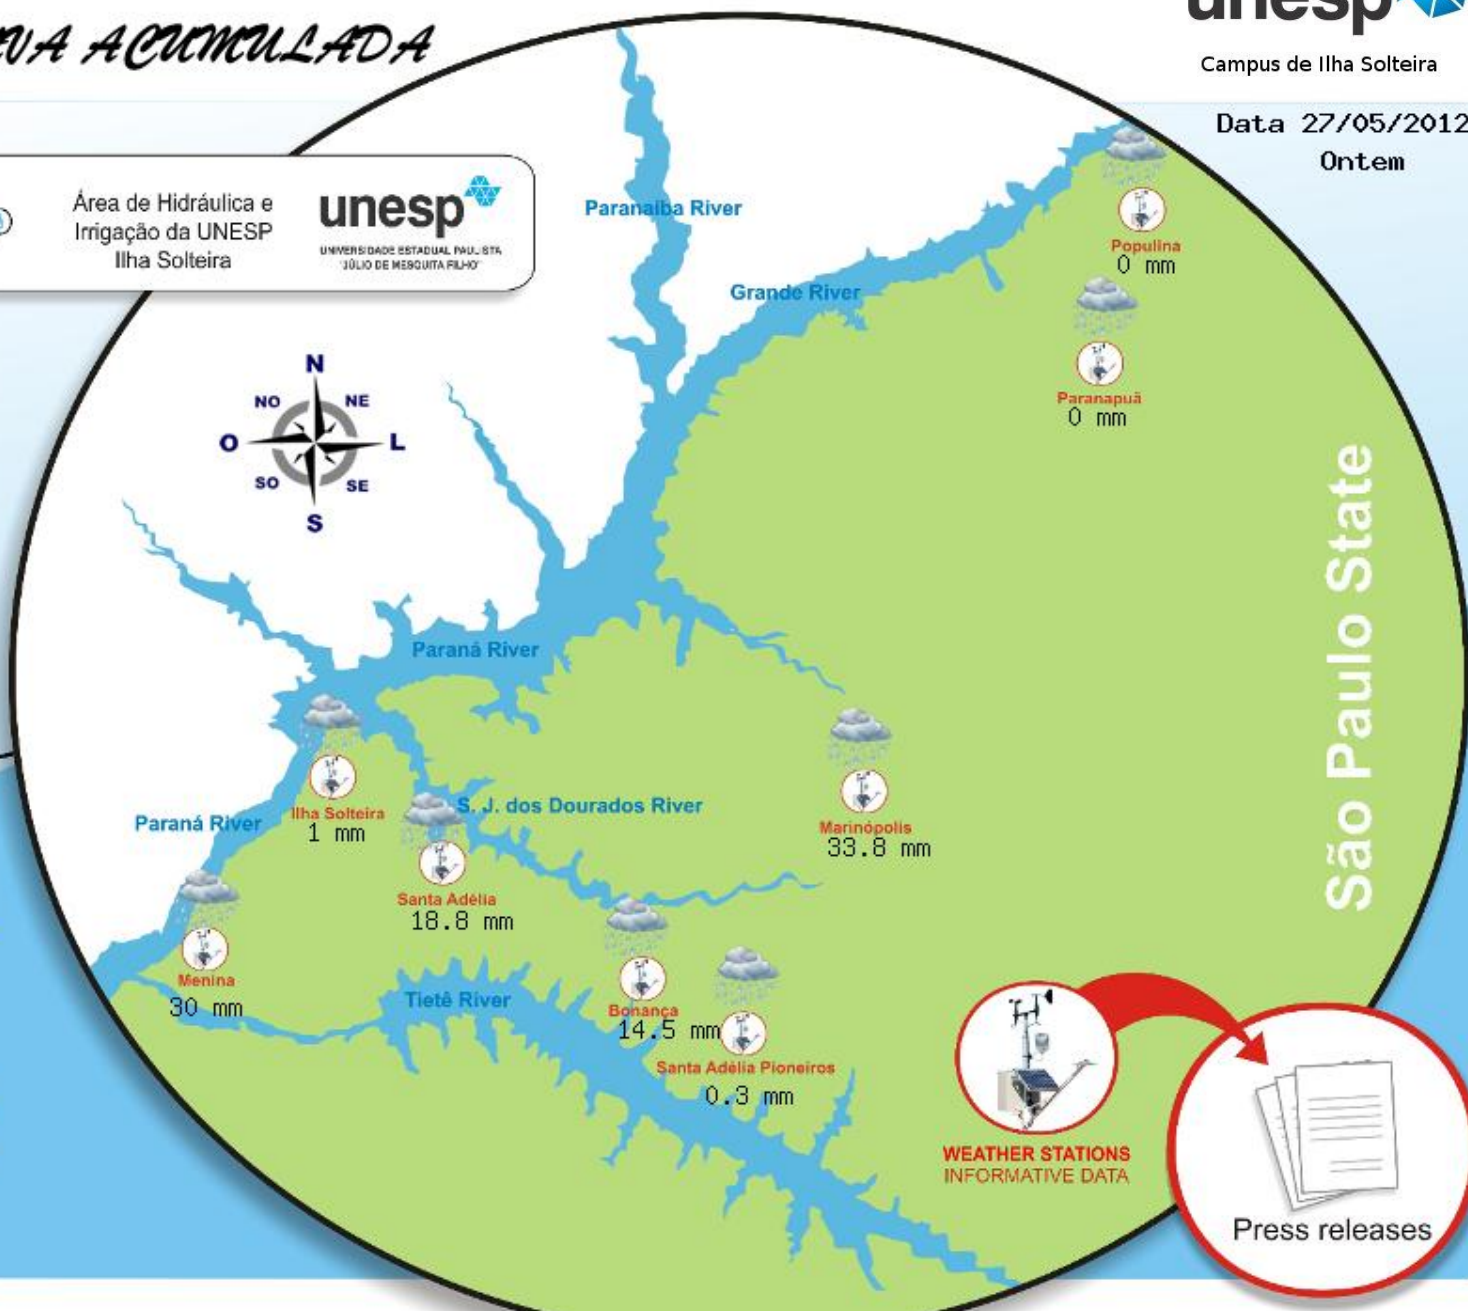 VA ACUMULADA
unesp
Campus de Ilha Solteira
Data 27/05/2012
Ontem
Área de Hidráulica e
Irrigação da UNESP
Ilha Solteira
unesp
UNIVERSIDADE ESTADUAL PAULISTA
"JÚLIO DE MESQUITA FILHO"
Paranaiba River
Populina
0 mm
Grande River
Paranapuã
0 mm
N
NO
NE
O
L
SO
SE
S
São Paulo State
Paraná River
Ilha Solteira
1 mm
Paraná River
S. J. dos Dourados River
Marinópolis
33.8 mm
Santa Adélia
18.8 mm
Menina
30 mm
Tietê River
Bonança
14.5 mm
Santa Adélia Pioneiros
0.3 mm
WEATHER STATIONS
INFORMATIVE DATA
Press releases